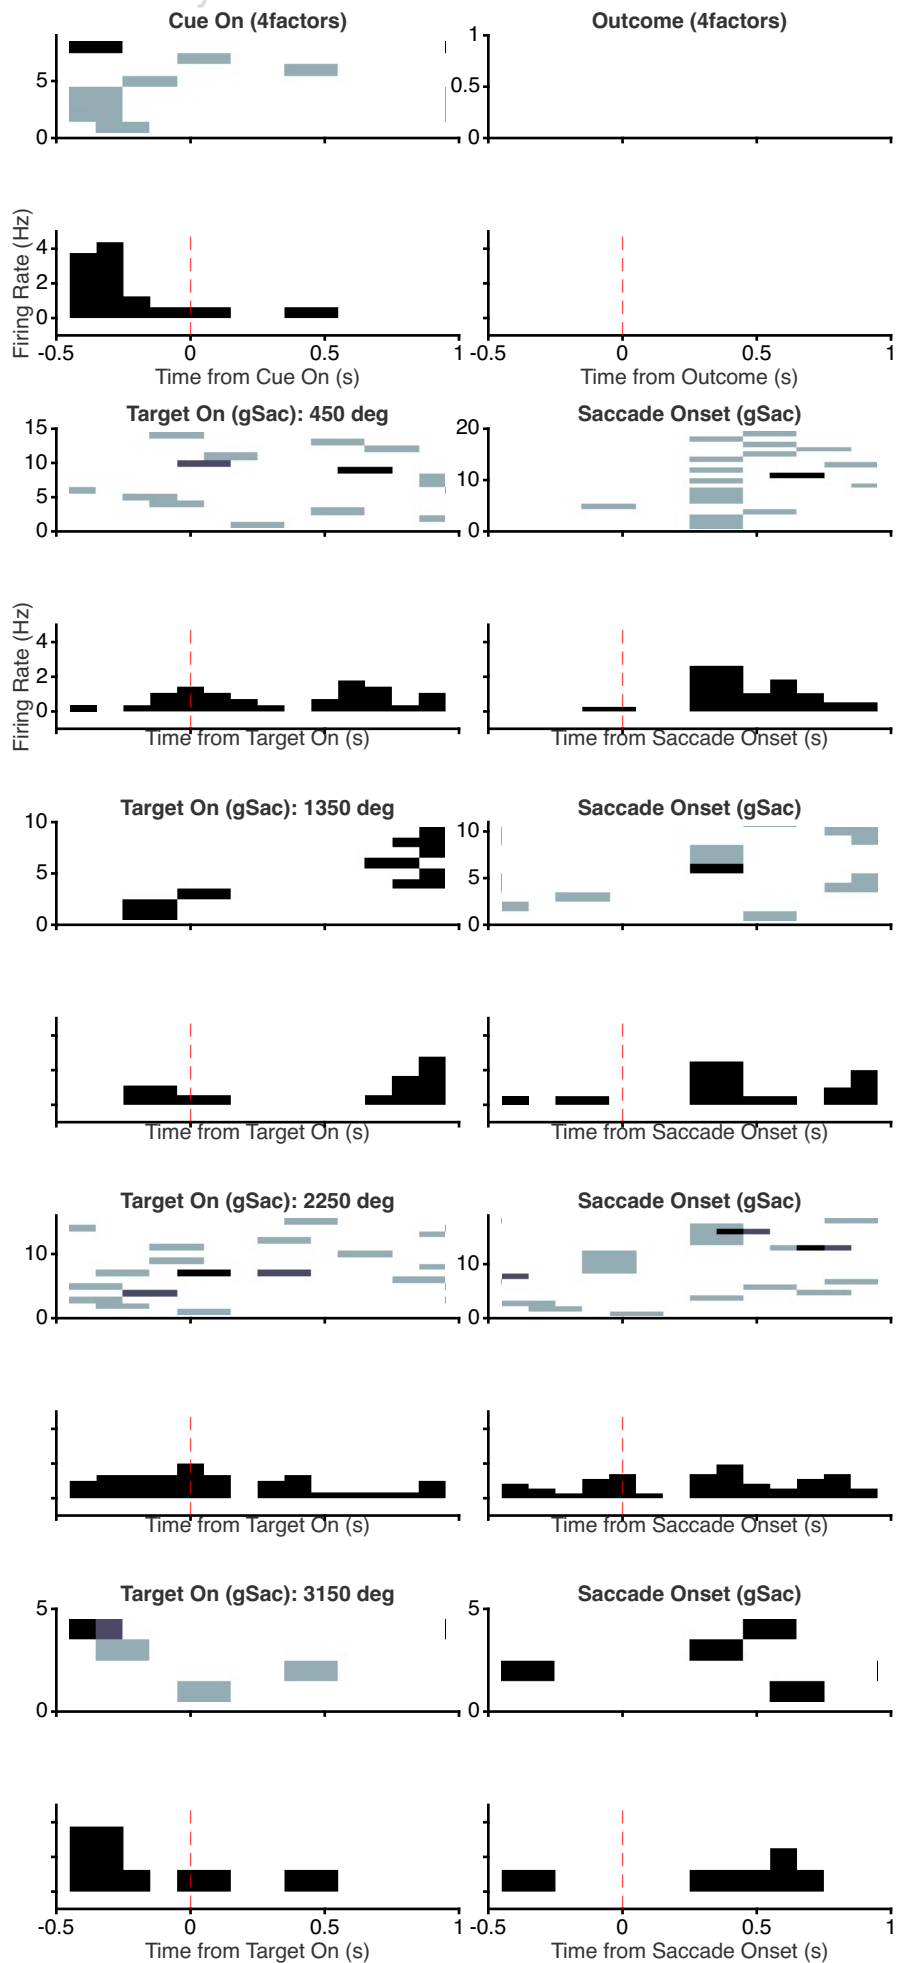 Cue On (4factors)
Outcome (4factors)
5
0
1
0.5
0
Firing Rate (Hz)
4
2
0
-0.5 0 0.5 1
-0.5 0 0.5 1
Time from Cue On (s)
Time from Outcome (s)
Target On (gSac): 450 deg
Saccade Onset (gSac)
15
10
5
0
20
10
0
Firing Rate (Hz)
4
2
0
Time from Target On (s)
Time from Saccade Onset (s)
Target On (gSac): 1350 deg
Saccade Onset (gSac)
10
5
0
10
5
0
Time from Target On (s)
Time from Saccade Onset (s)
Target On (gSac): 2250 deg
Saccade Onset (gSac)
10
0
10
0
Time from Target On (s)
Time from Saccade Onset (s)
Target On (gSac): 3150 deg
Saccade Onset (gSac)
5
0
5
0
-0.5 0 0.5 1
-0.5 0 0.5 1
Time from Target On (s)
Time from Saccade Onset (s)